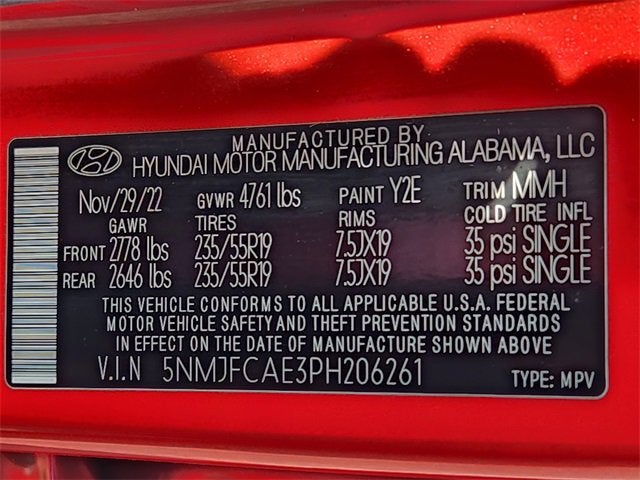 MANUFACTURED BY
HYUNDAI MOTOR MANUFACTURING ALABAMA, LLC
Nov/29/22 GVWR 4761 lbs PAINT Y2E TRIM MMH
GAWR TIRES RIMS COLD TIRE INFL
FRONT 2778 lbs 235/55R19 7.5JX19 35 psi SINGLE
REAR 2646 lbs 235/55R19 7.5JX19 35 psi SINGLE
THIS VEHICLE CONFORMS TO ALL APPLICABLE U.S.A. FEDERAL
MOTOR VEHICLE SAFETY AND THEFT PREVENTION STANDARDS
IN EFFECT ON THE DATE OF MANUFACTURE SHOWN ABOVE
V.I.N 5NMJFCAE3PH206261 TYPE: MPV